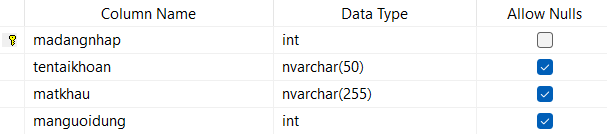 Column Name Data Type Allow Nulls
madangnhap int
tentaikhoan nvarchar(50)
matkhau nvarchar(255)
manguoidung int